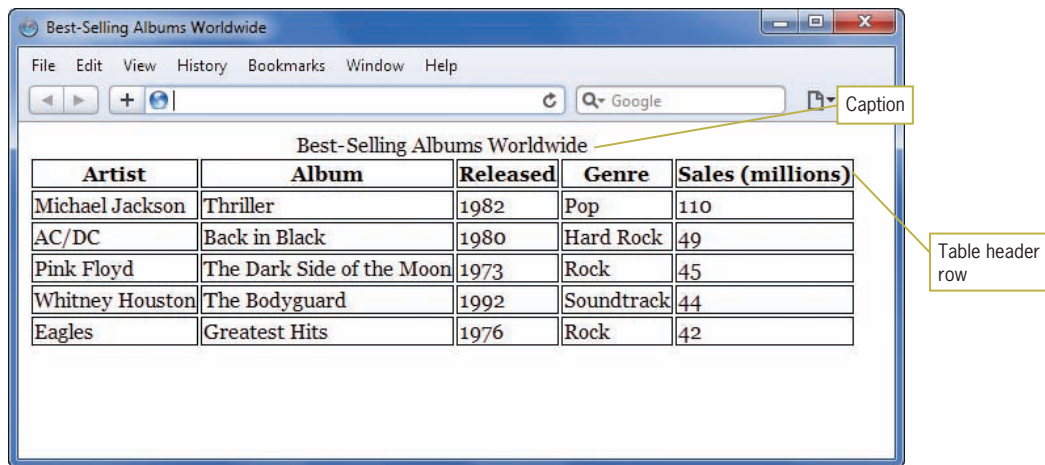 Best-Selling Albums Worldwide
File Edit View History Bookmarks Window Help
Google
Caption
Best-Selling Albums Worldwide
Artist Album Released Genre Sales (millions)
Michael Jackson Thriller 1982 Pop 110
AC/DC Back in Black 1980 Hard Rock 49
Pink Floyd The Dark Side of the Moon 1973 Rock 45
Whitney Houston The Bodyguard 1992 Soundtrack 44
Eagles Greatest Hits 1976 Rock 42
Table header
row